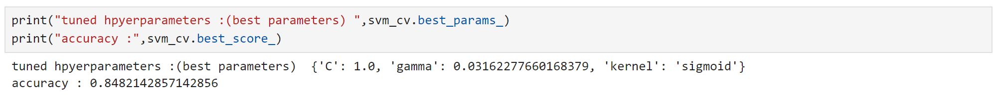 print("tuned hpyerparameters :(best parameters) ",svm_cv.best_params_)
print("accuracy :",svm_cv.best_score_)
tuned hpyerparameters :(best parameters)  {'C': 1.0, 'gamma': 0.03162277660168379, 'kernel': 'sigmoid'}
accuracy : 0.8482142857142856